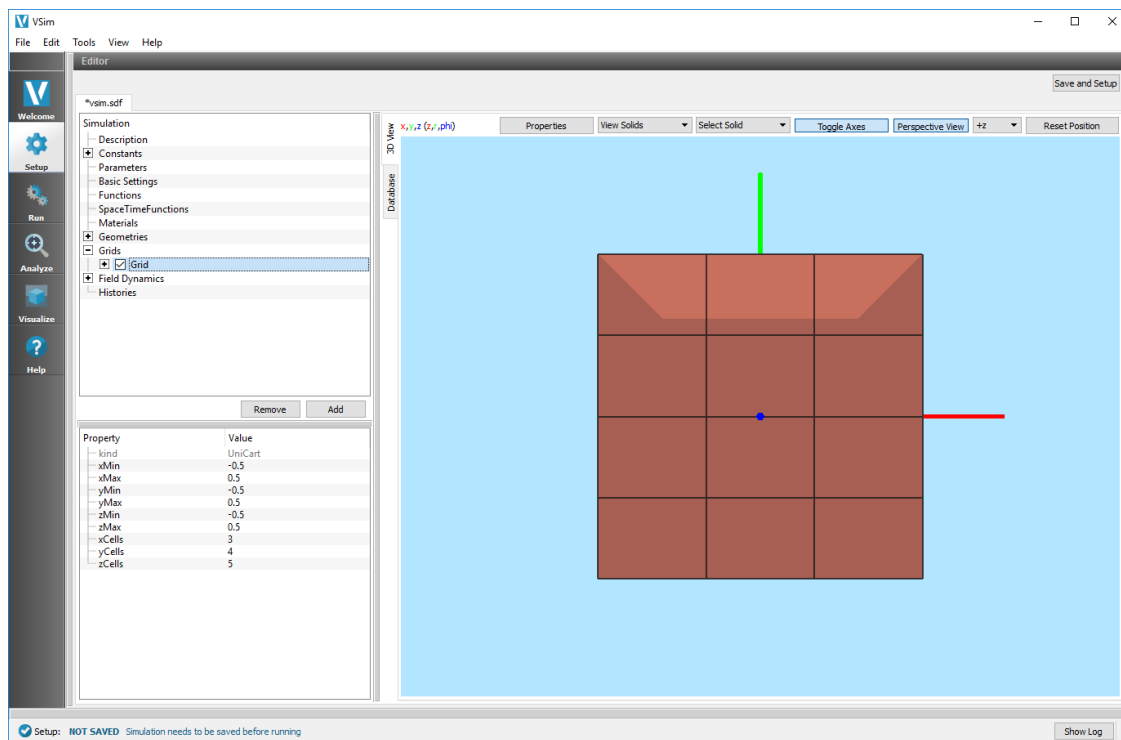 VSim
File Edit Tools View Help
Editor
Save and Setup
Welcome
Setup
Run
Analyze
Visualize
Help
*vsim.sdf
Simulation
Description
Constants
Parameters
Basic Settings
Functions
SpaceTimeFunctions
Materials
Geometries
Grids
Grid
Field Dynamics
Histories
Remove Add
Property Value
kind UniCart
xMin -0.5
xMax 0.5
yMin -0.5
yMax 0.5
zMin -0.5
zMax 0.5
xCells 3
yCells 4
zCells 5
3D View
Database
x,y,z (z,r,phi) Properties View Solids Select Solid Toggle Axes Perspective View +z Reset Position
Setup: NOT SAVED Simulation needs to be saved before running Show Log